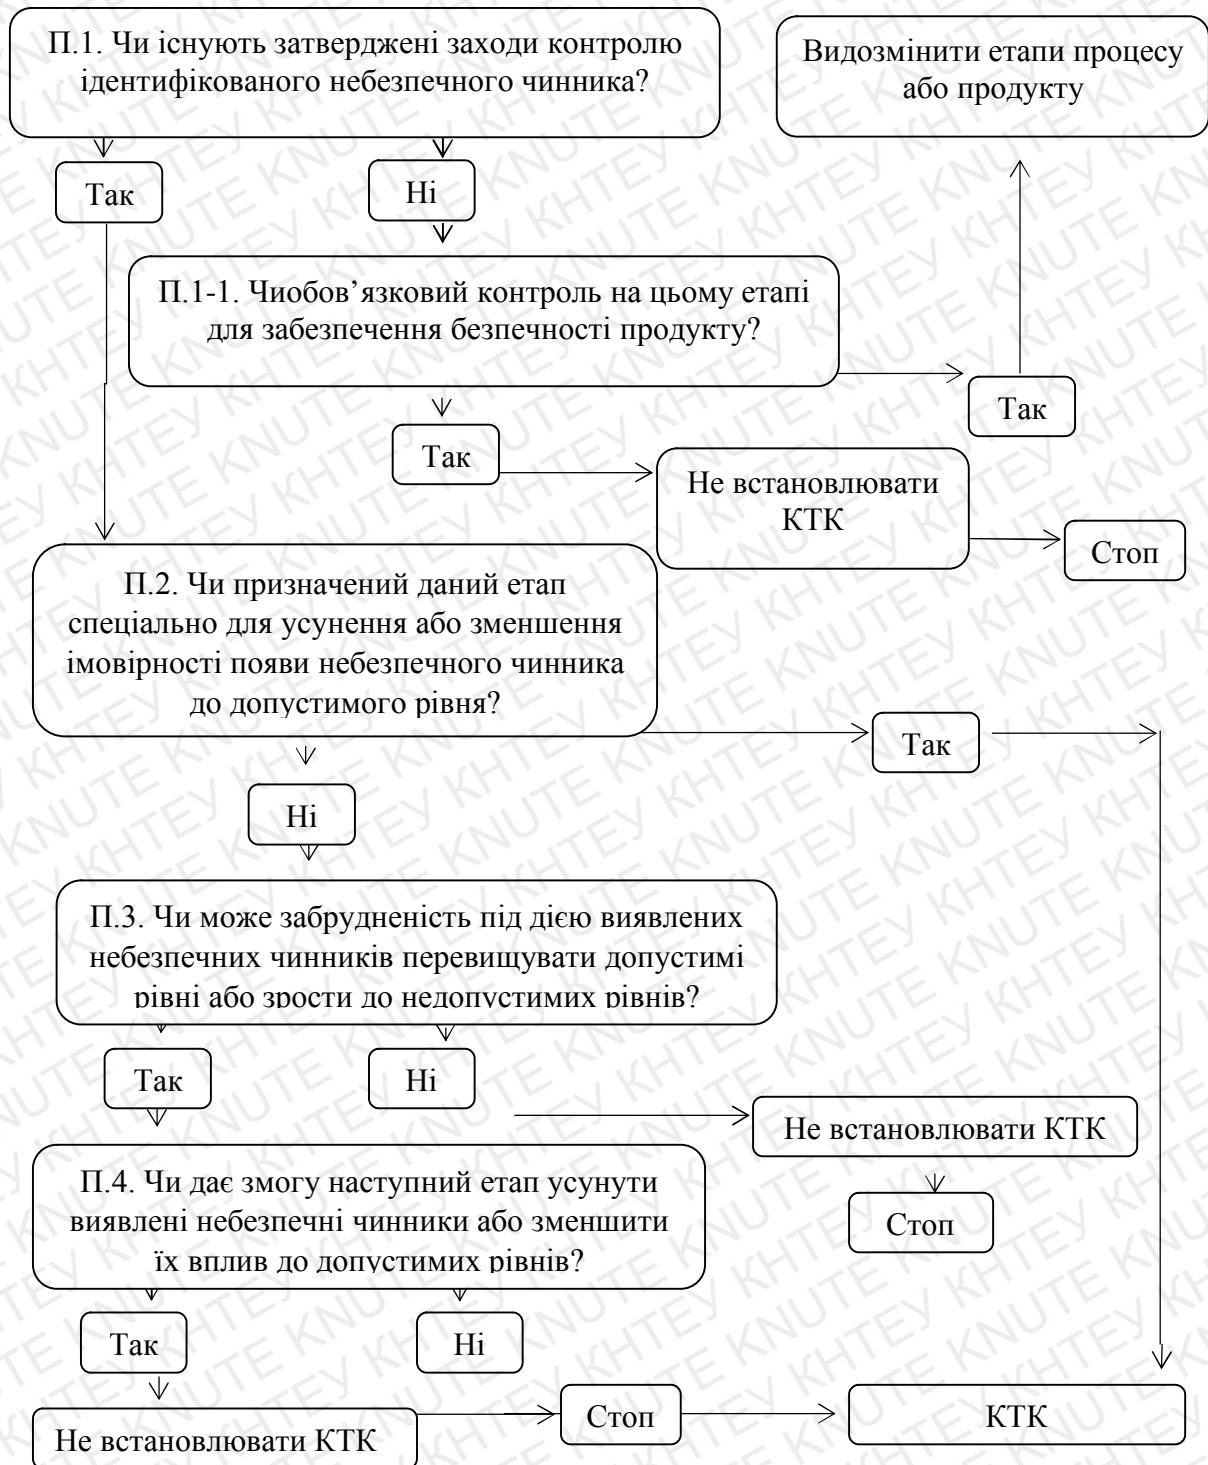 П.1. Чи існують затверджені заходи контролю
ідентифікованого небезпечного чинника?
Видозмінити етапи процесу
або продукту
Так
Ні
П.1-1. Чиобов’язковий контроль на цьому етапі
для забезпечення безпечності продукту?
Так
Так
Не встановлювати
КТК
Стоп
П.2. Чи призначений даний етап
спеціально для усунення або зменшення
імовірності появи небезпечного чинника
до допустимого рівня?
Так
Ні
П.3. Чи може забрудненість під дією виявлених
небезпечних чинників перевищувати допустимі
рівні або зрости до недопустимих рівнів?
Так
Ні
Не встановлювати КТК
П.4. Чи дає змогу наступний етап усунути
виявлені небезпечні чинники або зменшити
їх вплив до допустимих рівнів?
Стоп
Так
Ні
Не встановлювати КТК
Стоп
КТК